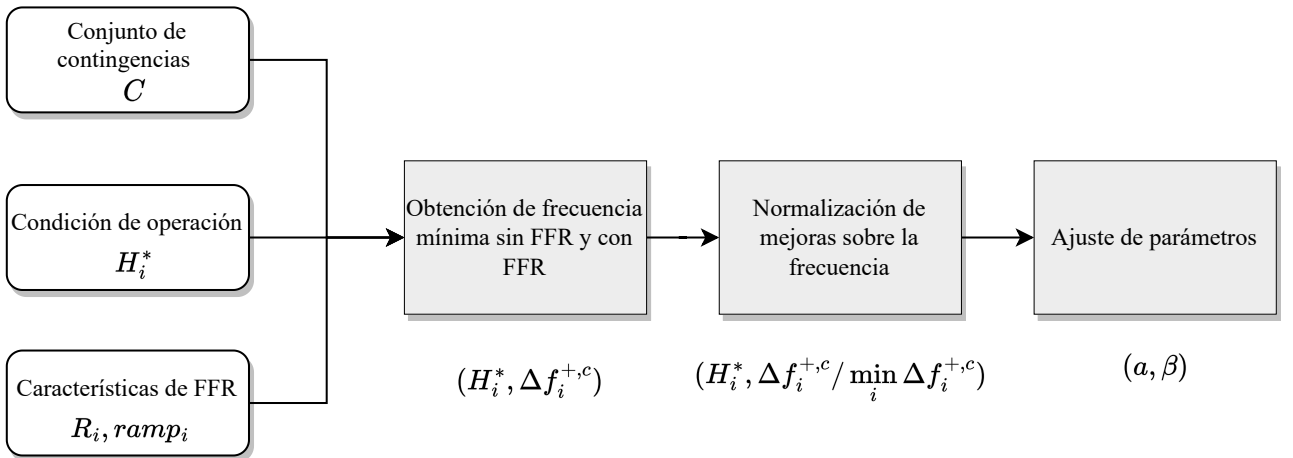 Conjunto de
contingencias
C
Condición de operación
H_i^*
Características de FFR
R_i, ramp_i
Obtención de frecuencia
mínima sin FFR y con
FFR
(H_i^*, Δf_i^{+,c})
Normalización de
mejoras sobre la
frecuencia
(H_i^*, Δf_i^{+,c} / min_i Δf_i^{+,c})
Ajuste de parámetros
(a, β)